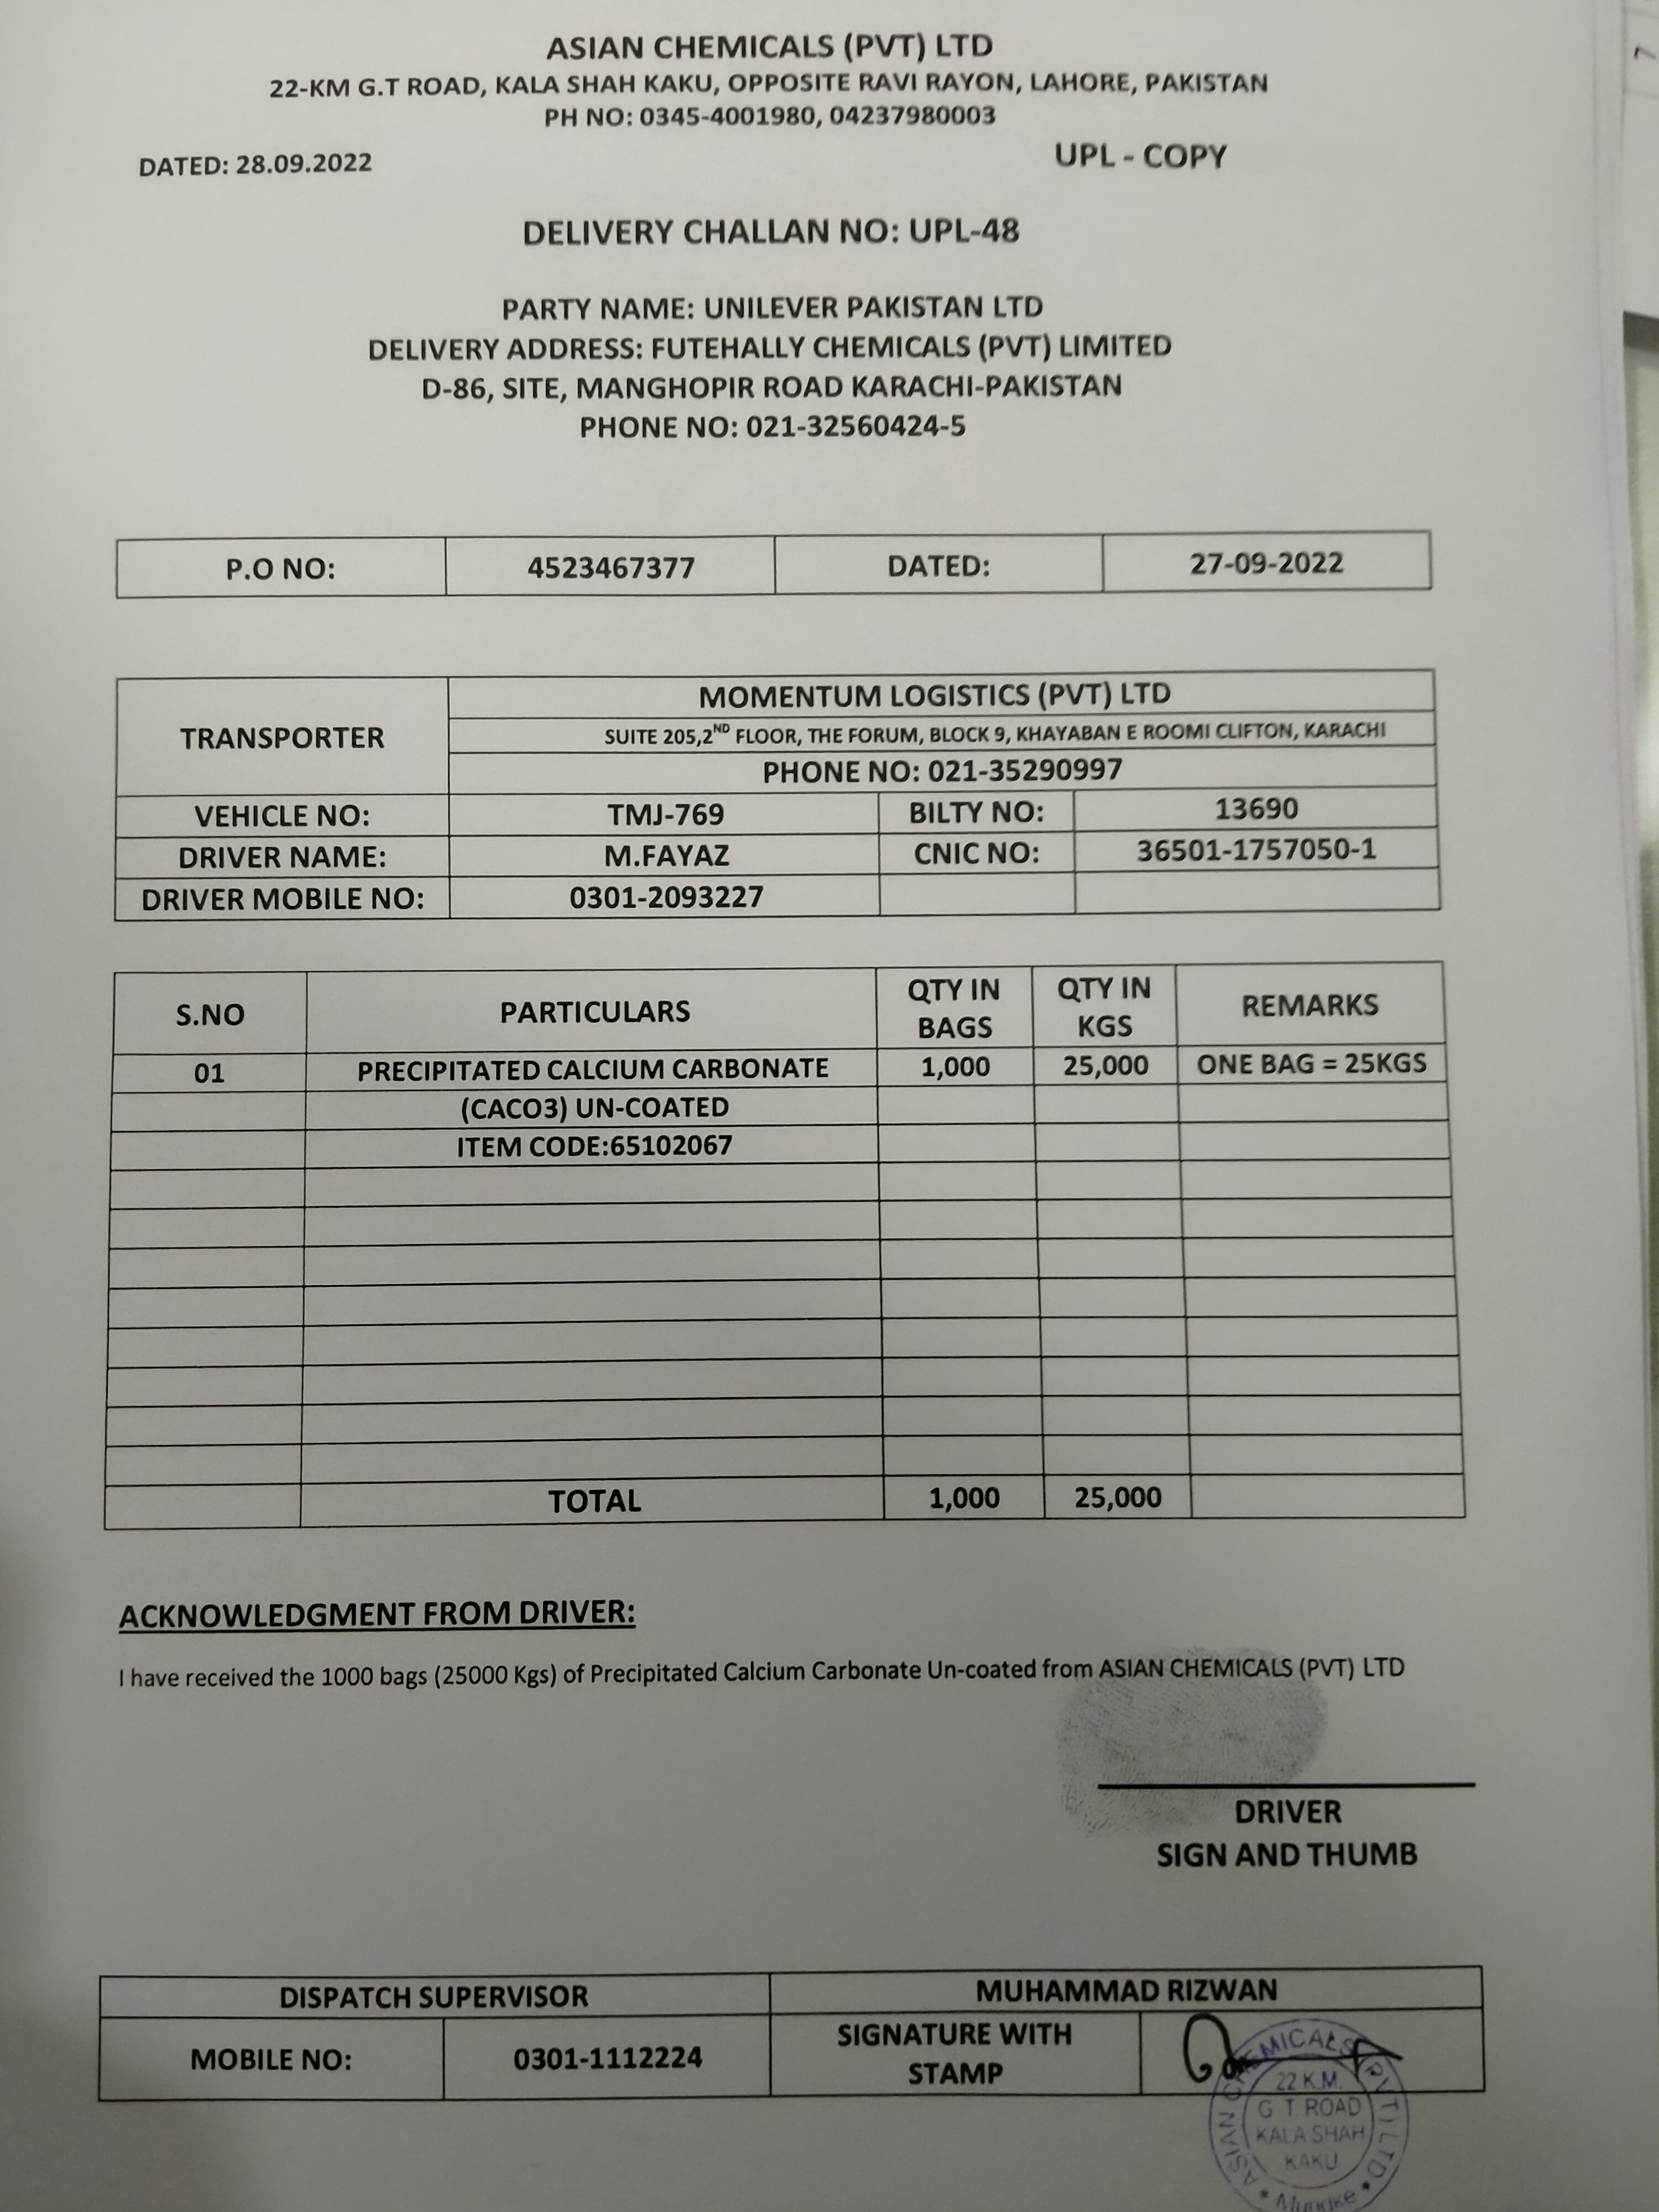 ASIAN CHEMICALS (PVT) LTD
22-KM G.T ROAD, KALA SHAH KAKU, OPPOSITE RAVI RAYON, LAHORE, PAKISTAN
PH NO: 0345-4001980, 04237980003
DATED: 28.09.2022 UPL - COPY
DELIVERY CHALLAN NO: UPL-48
PARTY NAME: UNILEVER PAKISTAN LTD
DELIVERY ADDRESS: FUTEHALLY CHEMICALS (PVT) LIMITED
D-86, SITE, MANGHOPIR ROAD KARACHI-PAKISTAN
PHONE NO: 021-32560424-5
P.O NO: 4523467377 DATED: 27-09-2022
TRANSPORTER MOMENTUM LOGISTICS (PVT) LTD
SUITE 205,2ND FLOOR, THE FORUM, BLOCK 9, KHAYABAN E ROOMI CLIFTON, KARACHI
PHONE NO: 021-35290997
VEHICLE NO: TMJ-769 BILTY NO: 13690
DRIVER NAME: M.FAYAZ CNIC NO: 36501-1757050-1
DRIVER MOBILE NO: 0301-2093227
S.NO PARTICULARS QTY IN BAGS QTY IN KGS REMARKS
01 PRECIPITATED CALCIUM CARBONATE 1,000 25,000 ONE BAG = 25KGS
(CACO3) UN-COATED
ITEM CODE:65102067
TOTAL 1,000 25,000
ACKNOWLEDGMENT FROM DRIVER:
I have received the 1000 bags (25000 Kgs) of Precipitated Calcium Carbonate Un-coated from ASIAN CHEMICALS (PVT) LTD
DRIVER
SIGN AND THUMB
DISPATCH SUPERVISOR MUHAMMAD RIZWAN
MOBILE NO: 0301-1112224 SIGNATURE WITH STAMP
ASIAN CHEMICALS (PVT) LTD
22 K.M.
G T. ROAD
KALA SHAH
KAKU